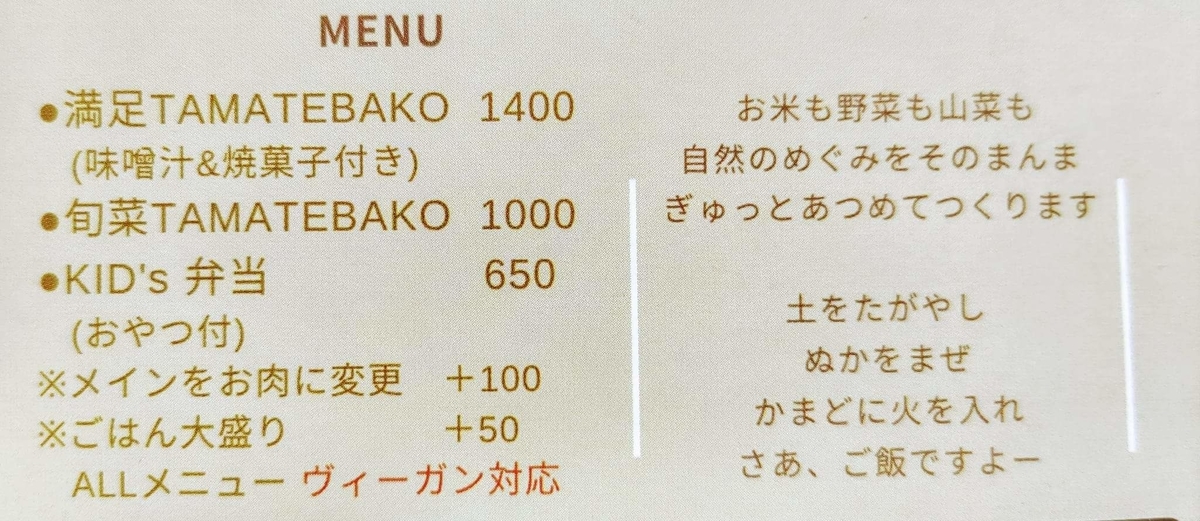 MENU
●満足TAMATEBAKO 1400
(味噌汁&焼菓子付き)
●旬菜TAMATEBAKO 1000
●KID's 弁当 650
(おやつ付)
※メインをお肉に変更 +100
※ごはん大盛り +50
ALLメニュー ヴィーガン対応
お米も野菜も山菜も
自然のめぐみをそのまんま
ぎゅっとあつめてつくります
土をたがやし
ぬかをまぜ
かまどに火を入れ
さあ、ご飯ですよー